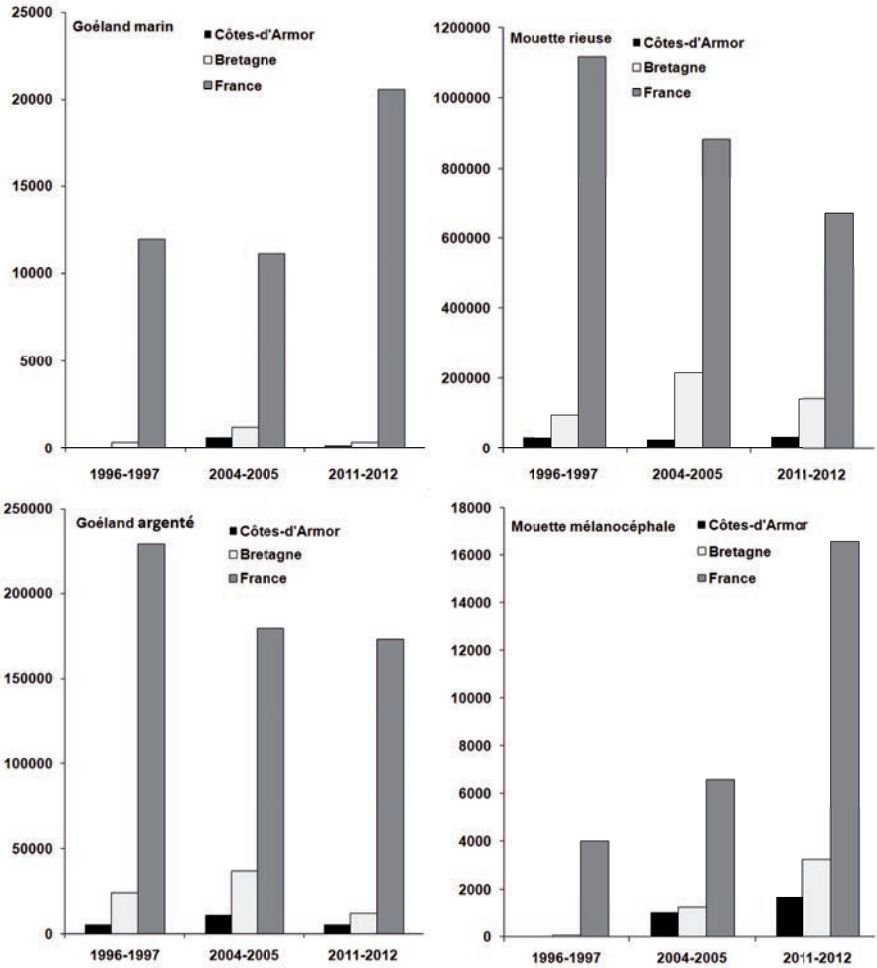 Goéland marin
Côtes-d'Armor
Bretagne
France
25000
20000
15000
10000
5000
0
1996-1997
2004-2005
2011-2012
Mouette rieuse
Côtes-d'Armor
Bretagne
France
1200000
1000000
800000
600000
400000
200000
0
1996-1997
2004-2005
2011-2012
Goéland argenté
Côtes-d'Armor
Bretagne
France
250000
200000
150000
100000
50000
0
1996-1997
2004-2005
2011-2012
Mouette mélanocéphale
Côtes-d'Armor
Bretagne
France
18000
16000
14000
12000
10000
8000
6000
4000
2000
0
1996-1997
2004-2005
2011-2012